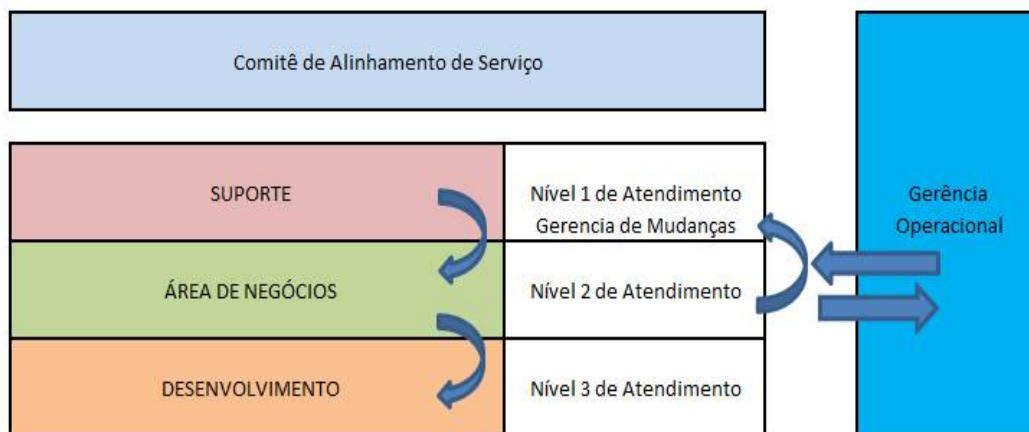 Comitê de Alinhamento de Serviço
SUPORTE
Nível 1 de Atendimento
Gerencia de Mudanças
Gerência
Operacional
ÁREA DE NEGÓCIOS
Nível 2 de Atendimento
DESENVOLVIMENTO
Nível 3 de Atendimento